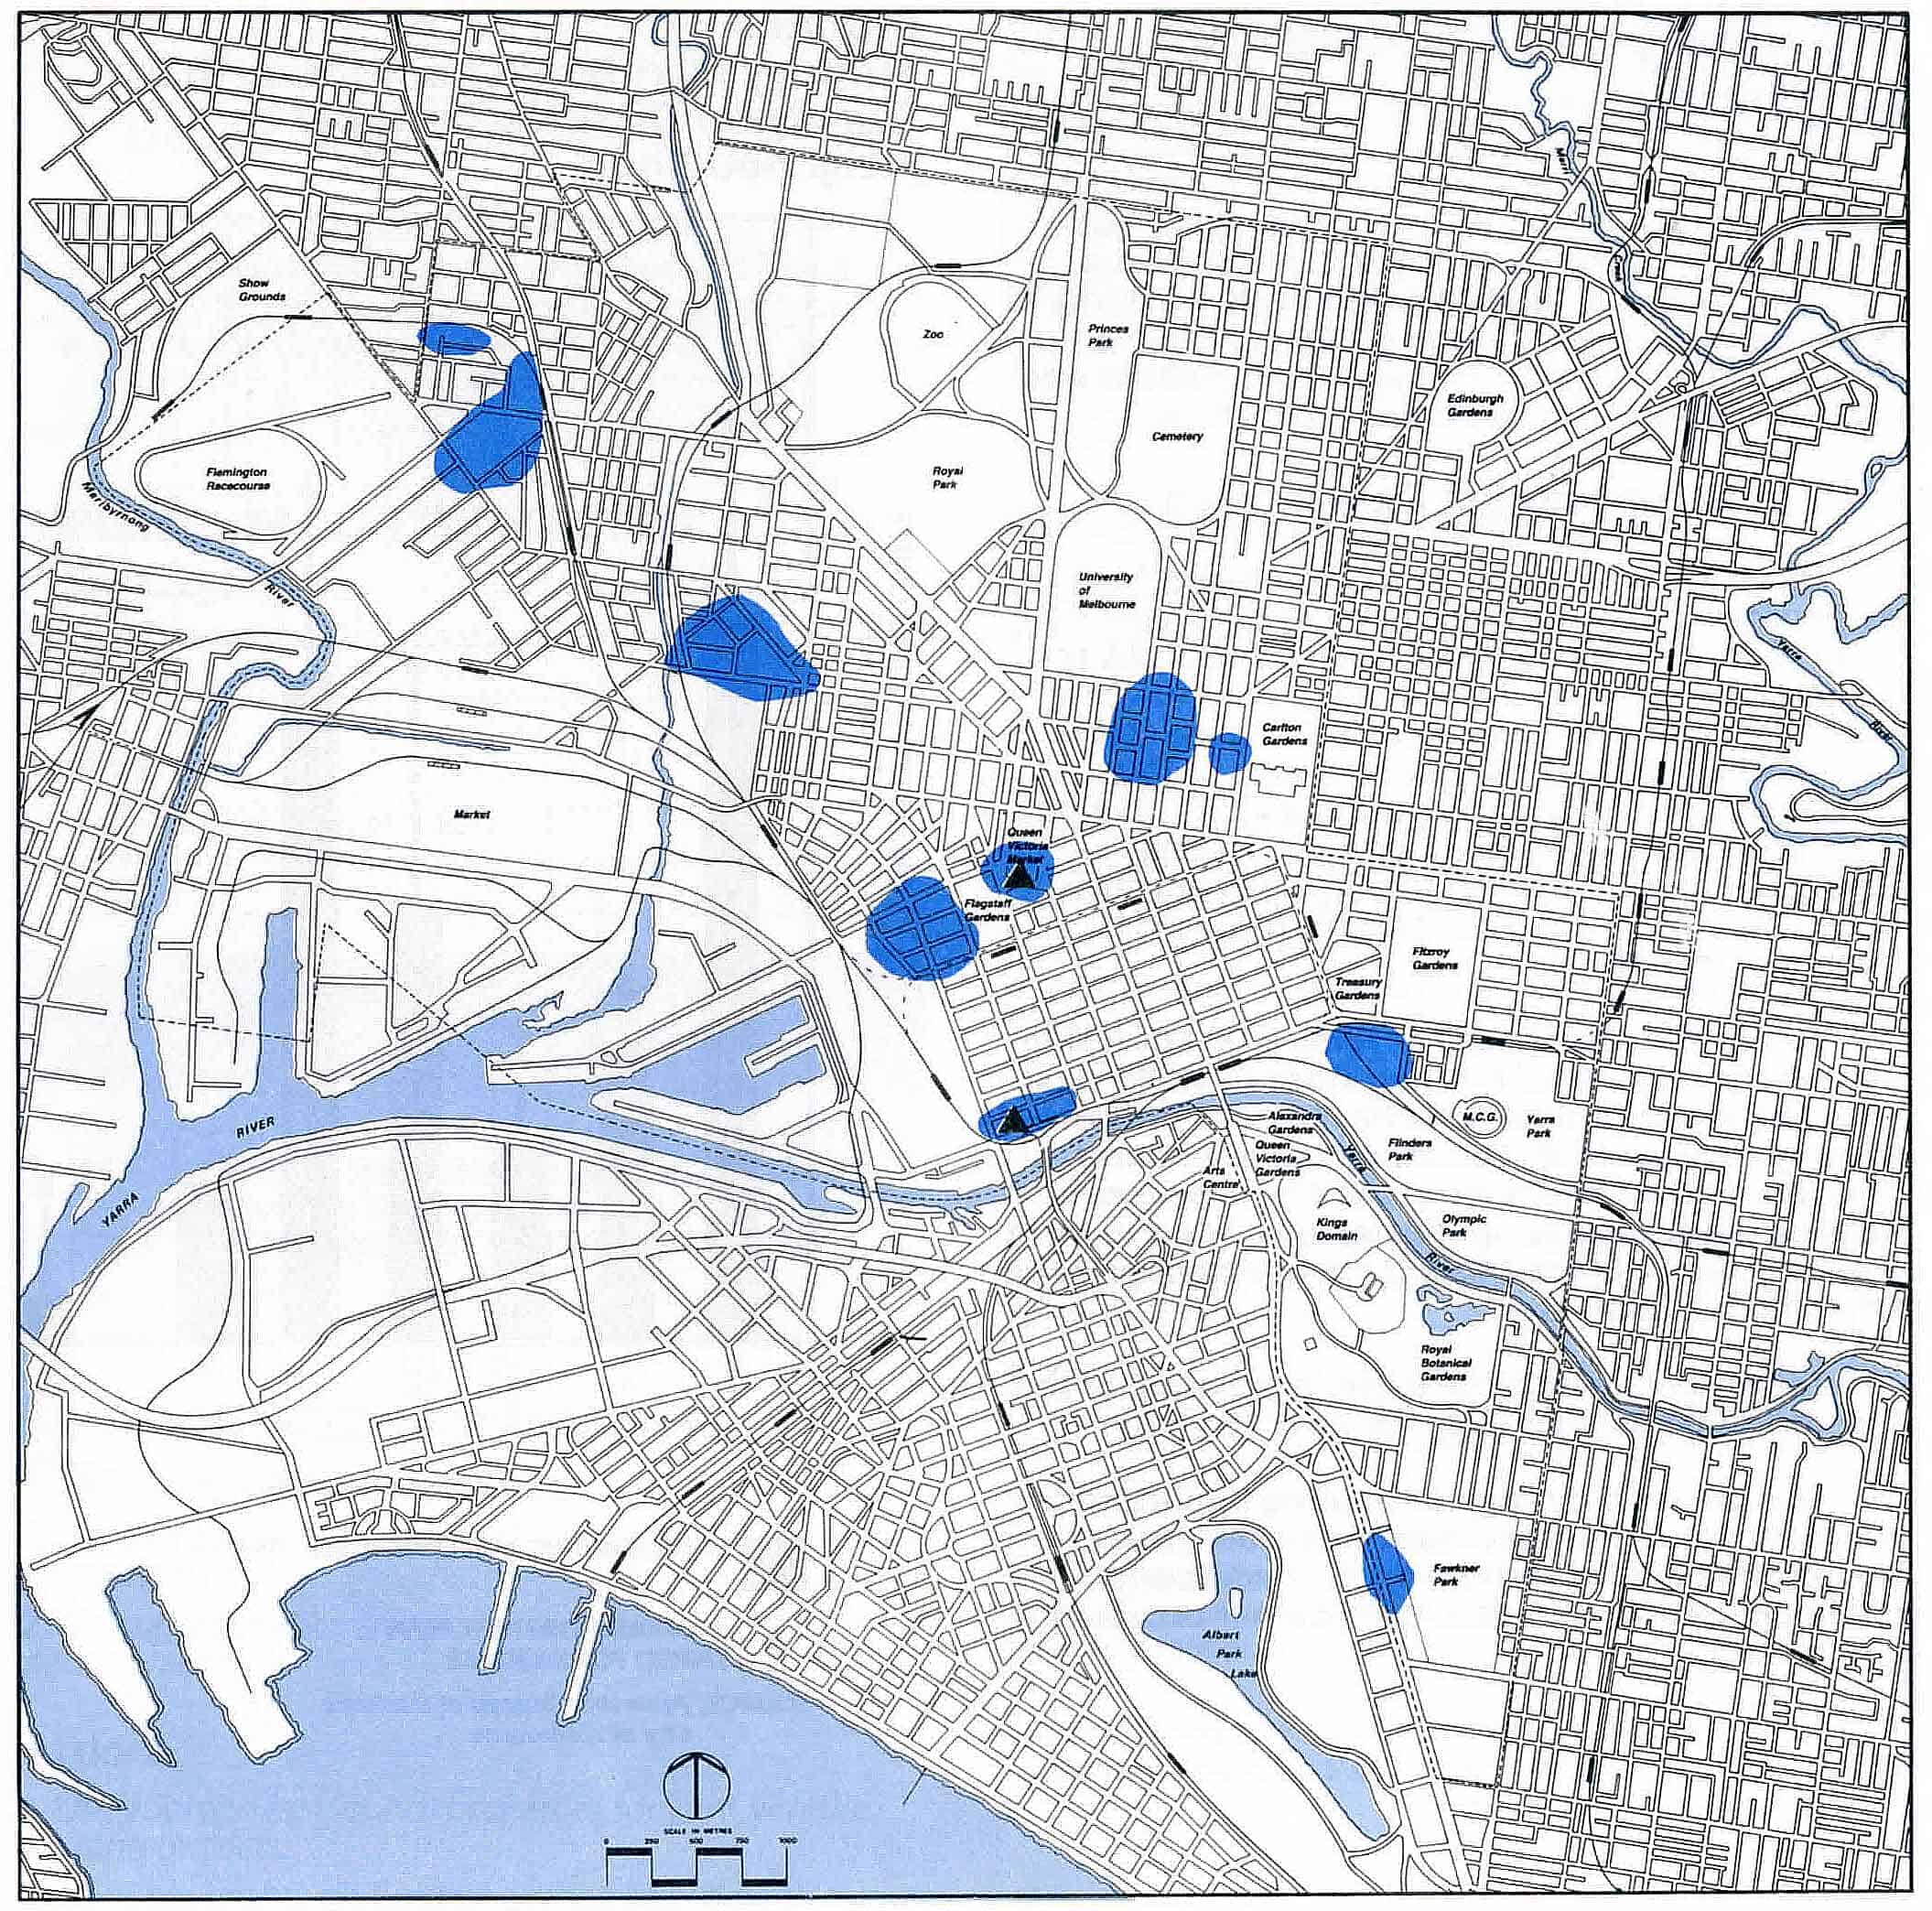 Merri
Creek
Show
Grounds
Zoo
Princes
Park
Edinburgh
Gardens
Cemetery
Flemington
Racecourse
Royal
Park
Maribyrnong
River
University
of
Melbourne
Yarra
River
Carlton
Gardens
Market
Queen
Victoria
Market
Flagstaff
Gardens
Fitzroy
Gardens
Treasury
Gardens
RIVER
YARRA
Alexandra
Gardens
Queen
Victoria
Gardens
Arts
Centre
M.C.G.
Yarra
Park
Flinders
Park
Yarra
River
Kings
Domain
Olympic
Park
Royal
Botanical
Gardens
Fawkner
Park
Albert
Park
Lake
SCALE IN METRES
0 250 500 750 1000